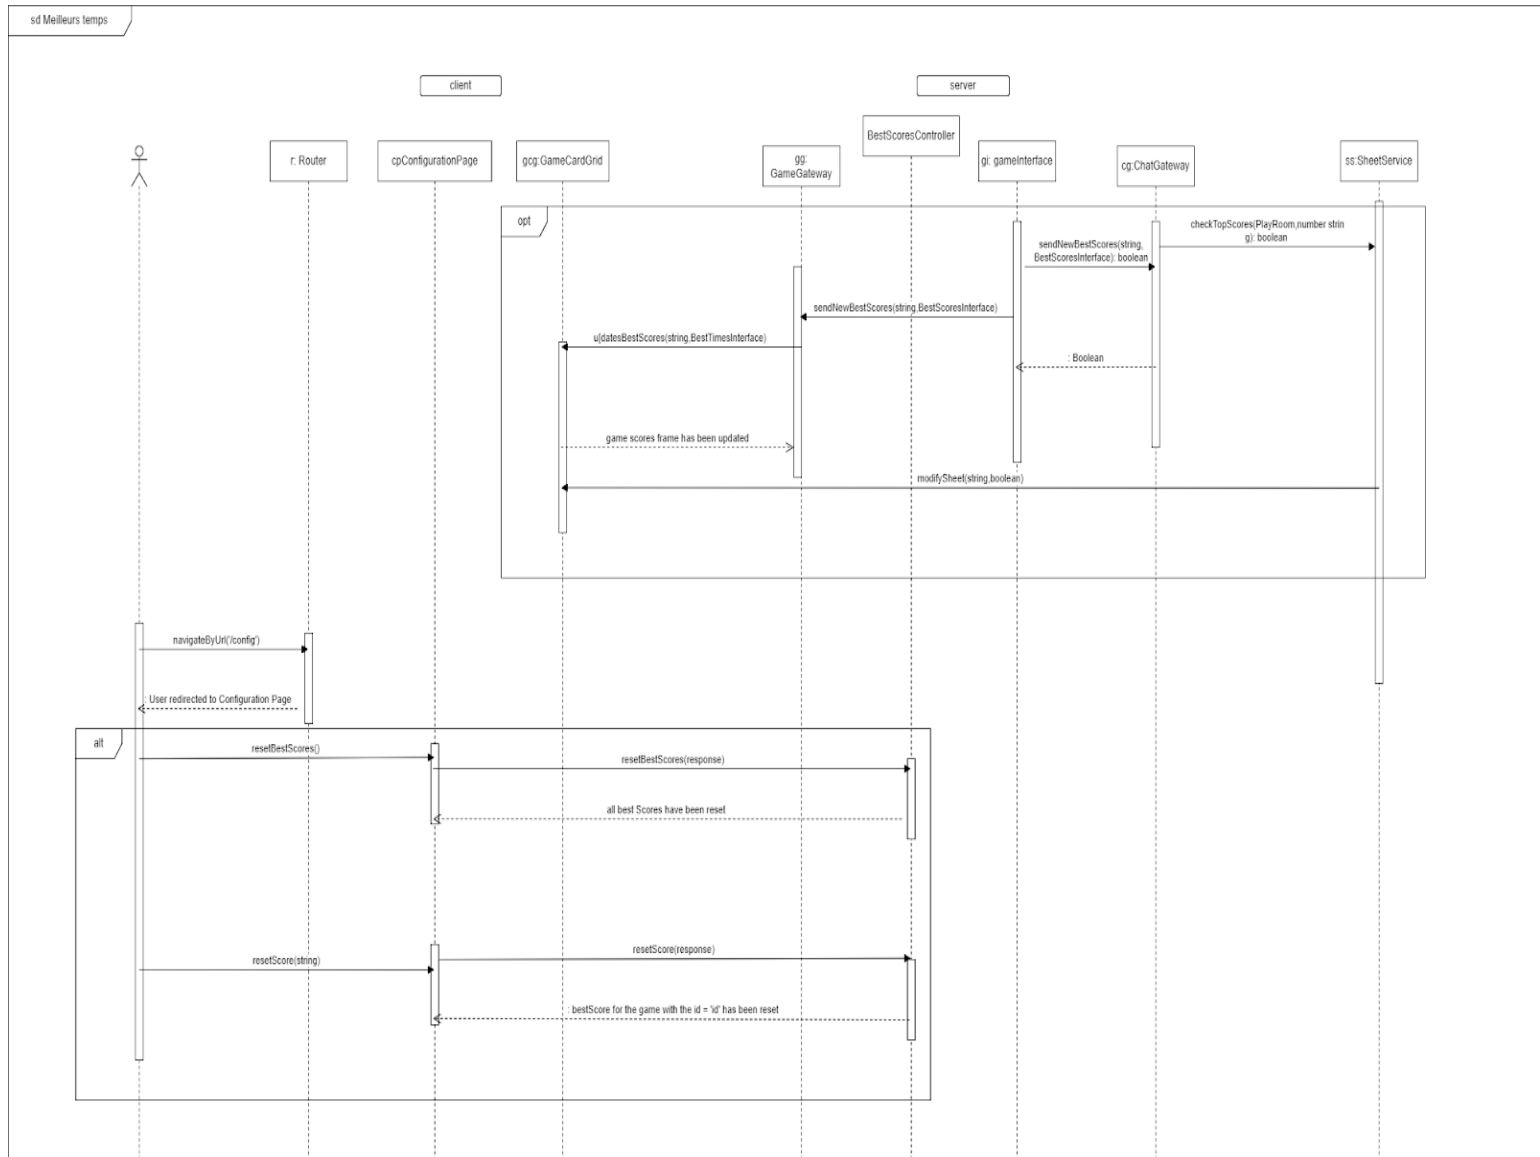 sd Meilleurs temps
client
server
BestScoresController
r: Router
cpConfigurationPage
gcg:GameCardGrid
gg:
GameGateway
gi: gameInterface
cg:ChatGateway
ss:SheetService
opt
checkTopScores(PlayRoom,number strin
g): boolean
sendNewBestScores(string,
BestScoresInterface): boolean
sendNewBestScores(string,BestScoresInterface)
u[datesBestScores(string,BestTimesInterface)
: Boolean
game scores frame has been updated
modifySheet(string,boolean)
navigateByUrl('/config')
: User redirected to Configuration Page
alt
resetBestScores()
resetBestScores(response)
all best Scores have been reset
resetScore(response)
resetScore(string)
: bestScore for the game with the id = 'id' has been reset